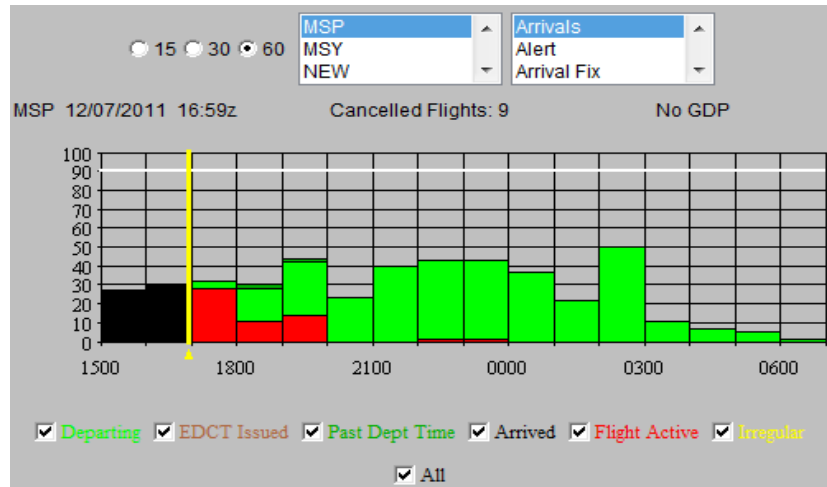 15 30 60
MSP
MSY
NEW
Arrivals
Alert
Arrival Fix
MSP 12/07/2011 16:59z Cancelled Flights: 9 No GDP
100
90
80
70
60
50
40
30
20
10
0
1500 1800 2100 0000 0300 0600
Departing EDCT Issued Past Dept Time Arrived Flight Active Irregular
All